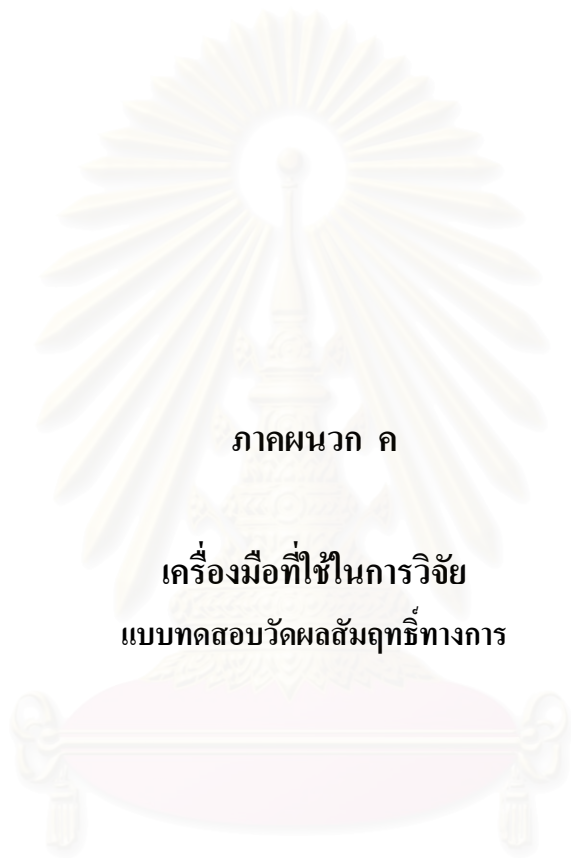 ภาคผนวก ค
เครื่องมือที่ใช้ในการวิจัย
แบบทดสอบวัดผลสัมฤทธิ์ทางการ